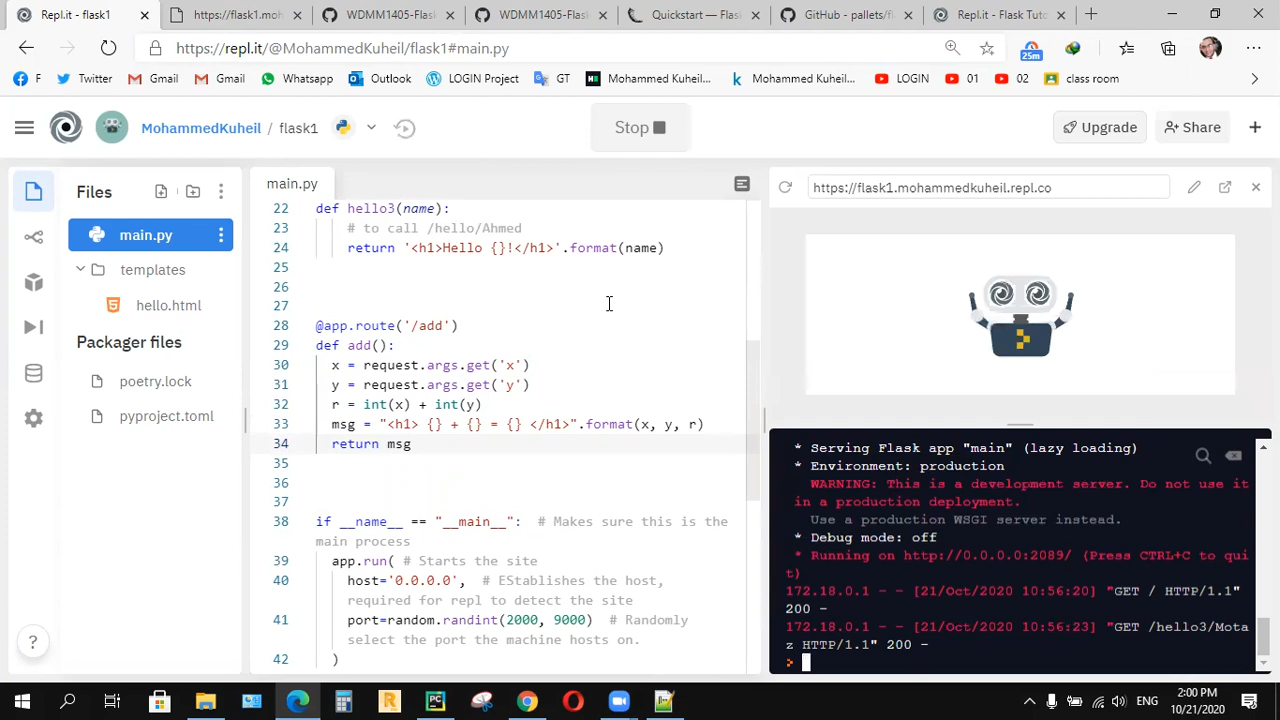 Repl.it - flask1
https://flask1.moham
WDMM1405-Flask
WDMM1405-Flask
Quickstart — Flas
GitHub - pallets/f
Repl.it - Flask Tuto
https://repl.it/@MohammedKuheil/flask1#main.py
25m
F
Twitter
Gmail
Gmail
Whatsapp
Outlook
LOGIN Project
GT
Mohammed Kuheil...
Mohammed Kuheil...
LOGIN
01
02
class room
MohammedKuheil / flask1
Stop
Upgrade
Share
Files
main.py
templates
hello.html
Packager files
poetry.lock
pyproject.toml
main.py
22 def hello3(name):
23 # to call /hello/Ahmed
24 return '<h1>Hello {}!</h1>'.format(name)
25
26
27
28 @app.route('/add')
29 def add():
30 x = request.args.get('x')
31 y = request.args.get('y')
32 r = int(x) + int(y)
33 msg = "<h1> {} + {} = {} </h1>".format(x, y, r)
34 return msg
35
36
37
38 if __name__ == "__main__": # Makes sure this is the
main process
39 app.run( # Starts the site
40 host='0.0.0.0', # EStablishes the host,
required for repl to detect the site
41 port=random.randint(2000, 9000) # Randomly
select the port the machine hosts on.
42 )
https://flask1.mohammedkuheil.repl.co
* Serving Flask app "main" (lazy loading)
* Environment: production
WARNING: This is a development server. Do not use it
in a production deployment.
Use a production WSGI server instead.
* Debug mode: off
* Running on http://0.0.0.0:2089/ (Press CTRL+C to qui
t)
172.18.0.1 - - [21/Oct/2020 10:56:20] "GET / HTTP/1.1"
200 -
172.18.0.1 - - [21/Oct/2020 10:56:23] "GET /hello3/Mota
z HTTP/1.1" 200 -
ENG
2:00 PM
10/21/2020